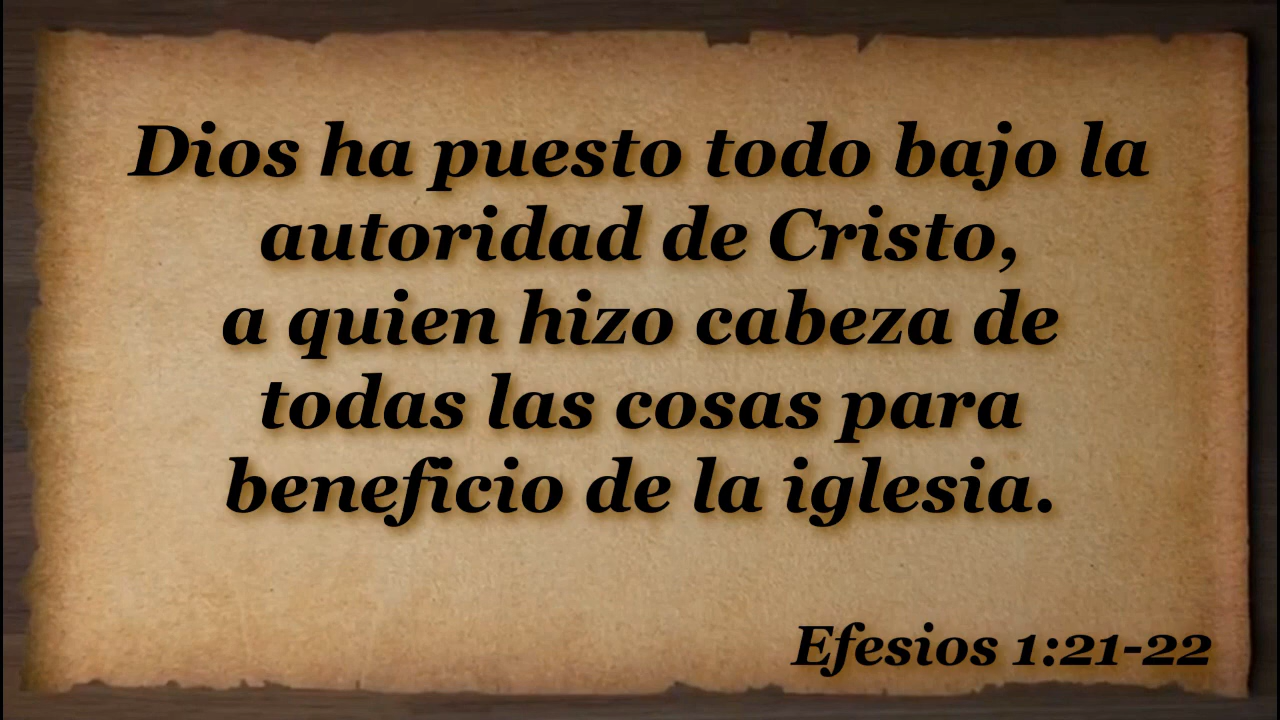 Dios ha puesto todo bajo la
autoridad de Cristo,
a quien hizo cabeza de
todas las cosas para
beneficio de la iglesia.
Efesios 1:21-22